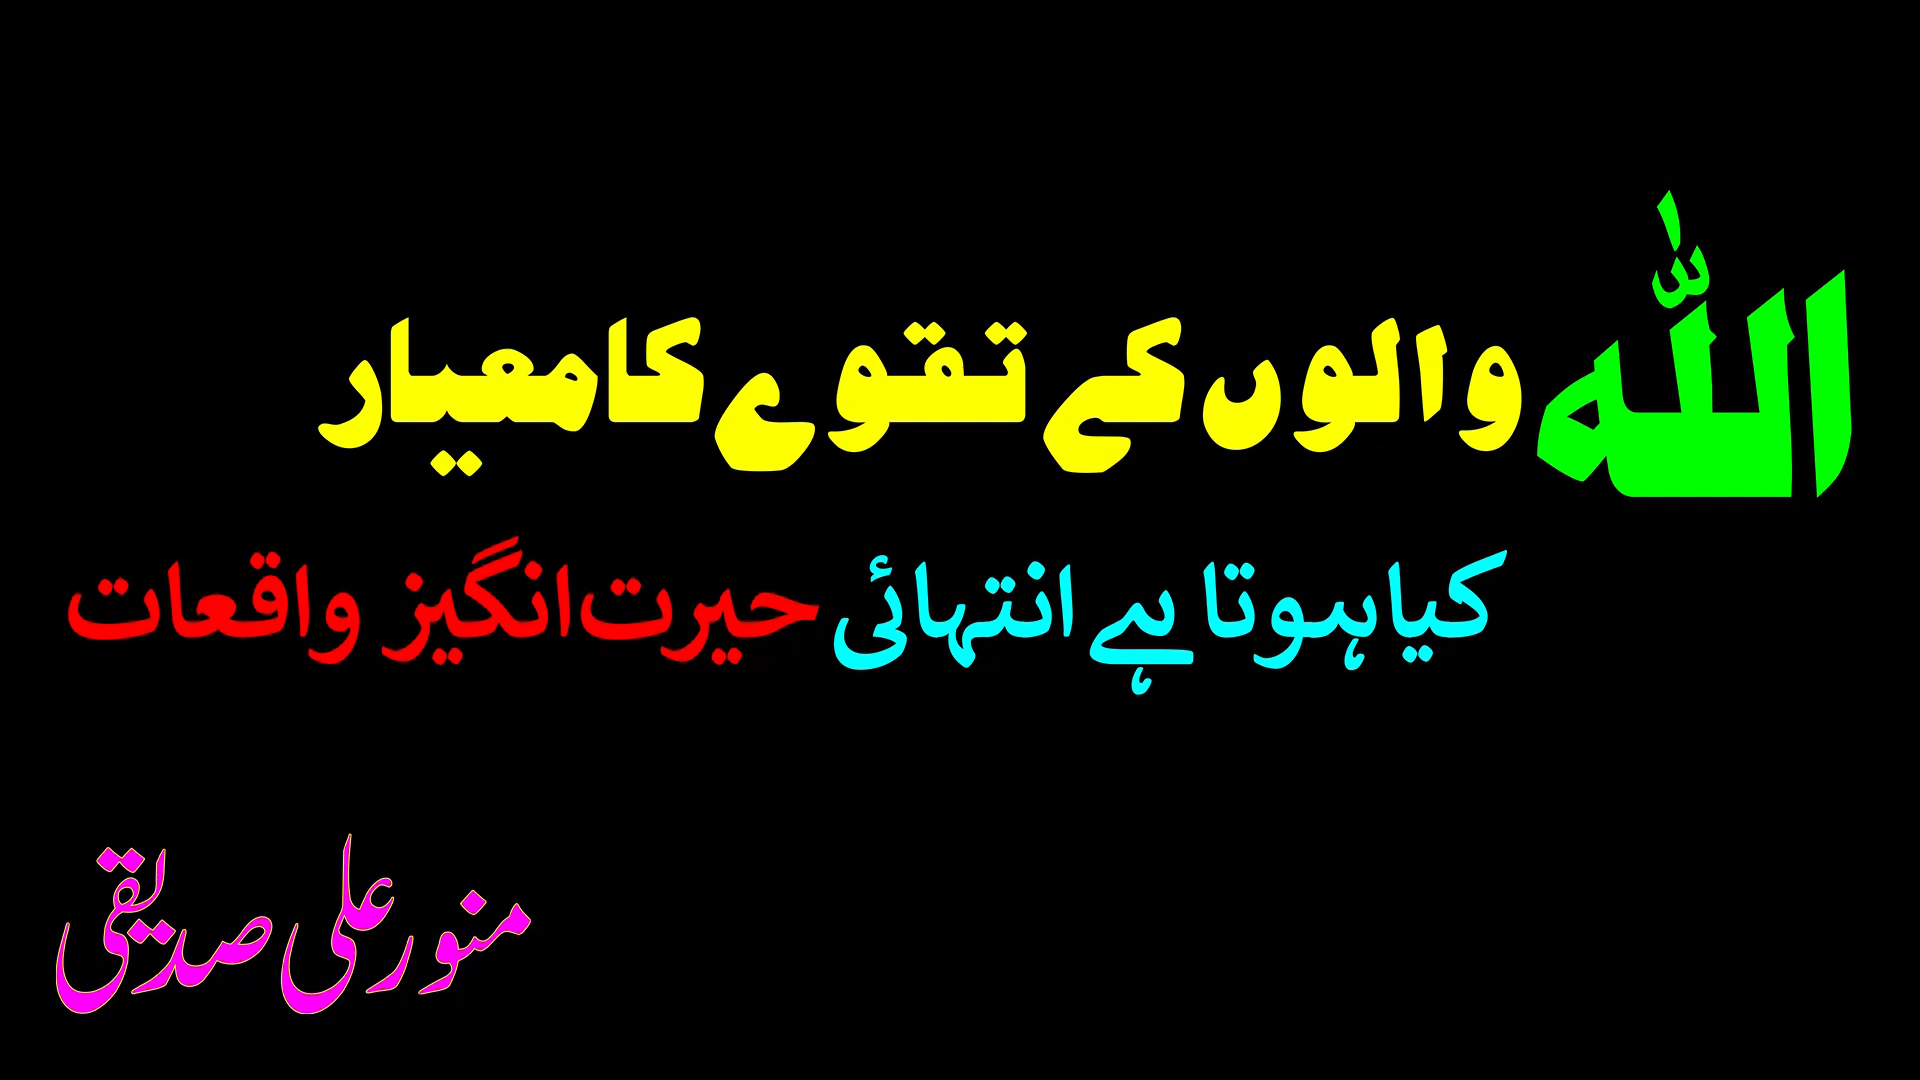 اللہ والوں کے تقوے کا معیار
کیا ہوتا ہے انتہائی حیرت انگیز واقعات
منور علی صدیقی